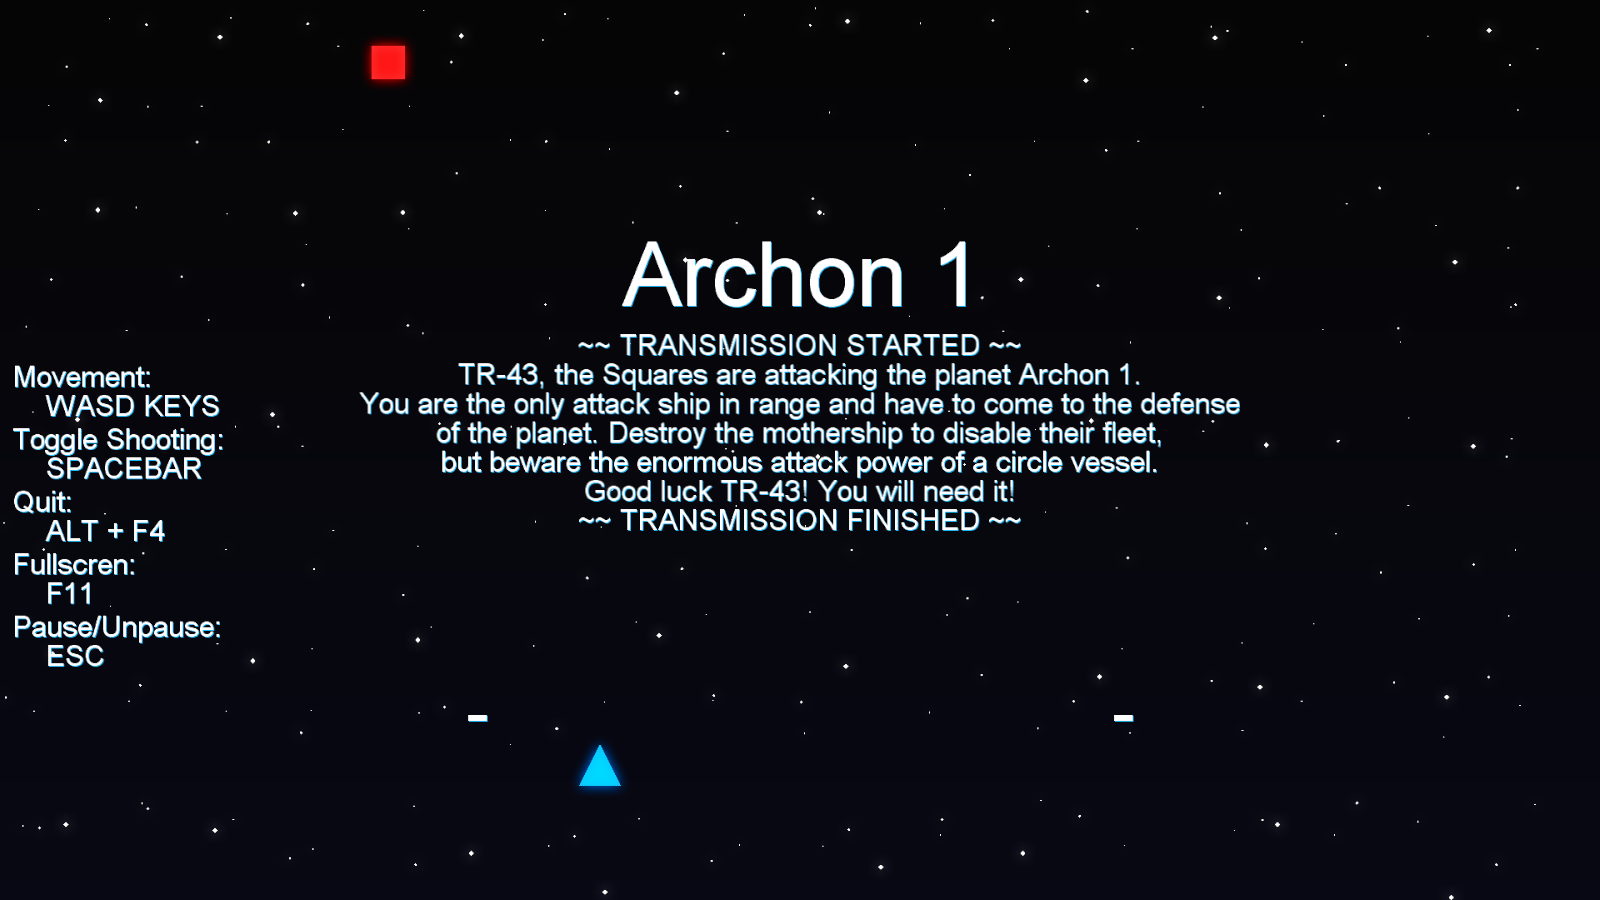 Archon 1
~~ TRANSMISSION STARTED ~~
TR-43, the Squares are attacking the planet Archon 1.
You are the only attack ship in range and have to come to the defense
of the planet. Destroy the mothership to disable their fleet,
but beware the enormous attack power of a circle vessel.
Good luck TR-43! You will need it!
~~ TRANSMISSION FINISHED ~~
Movement:
WASD KEYS
Toggle Shooting:
SPACEBAR
Quit:
ALT + F4
Fullscren:
F11
Pause/Unpause:
ESC